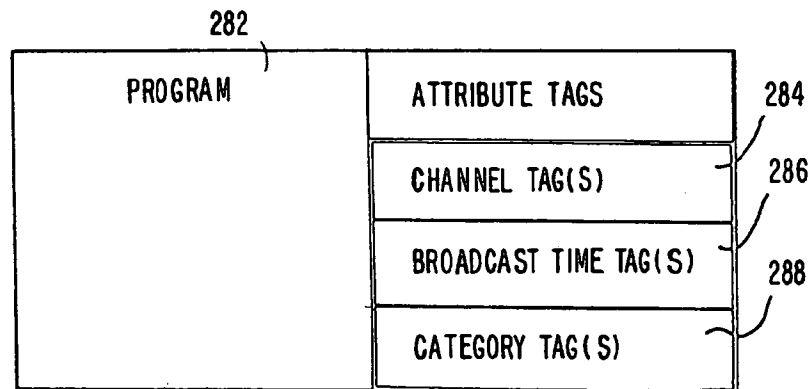 282
PROGRAM
ATTRIBUTE TAGS
284
CHANNEL TAG(S)
286
BROADCAST TIME TAG(S)
288
CATEGORY TAG(S)